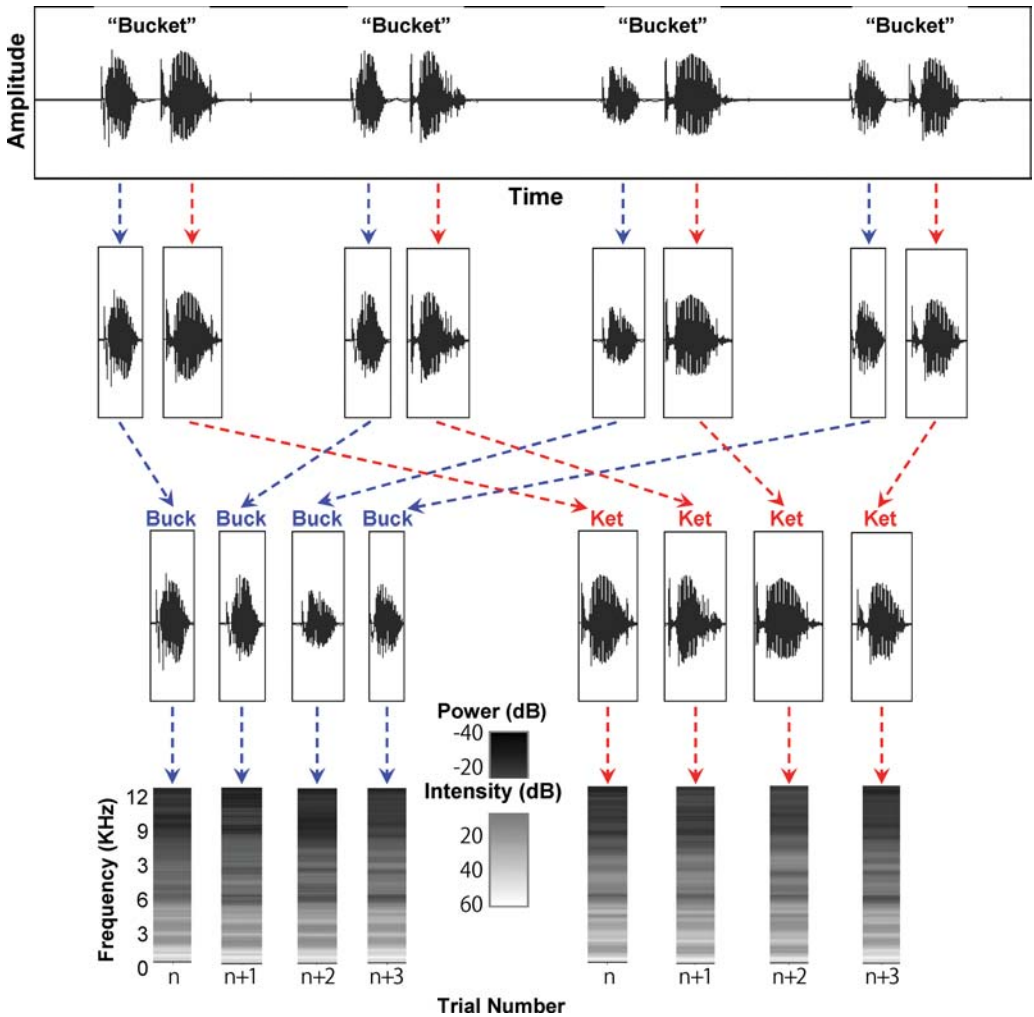 “Bucket” “Bucket” “Bucket” “Bucket”
Amplitude
Time
Buck Buck Buck Buck Ket Ket Ket Ket
Power (dB)
-40
-20
Intensity (dB)
20
40
60
Frequency (KHz)
12
9
3
6
3
0
n n+1 n+2 n+3 n n+1 n+2 n+3
Trial Number